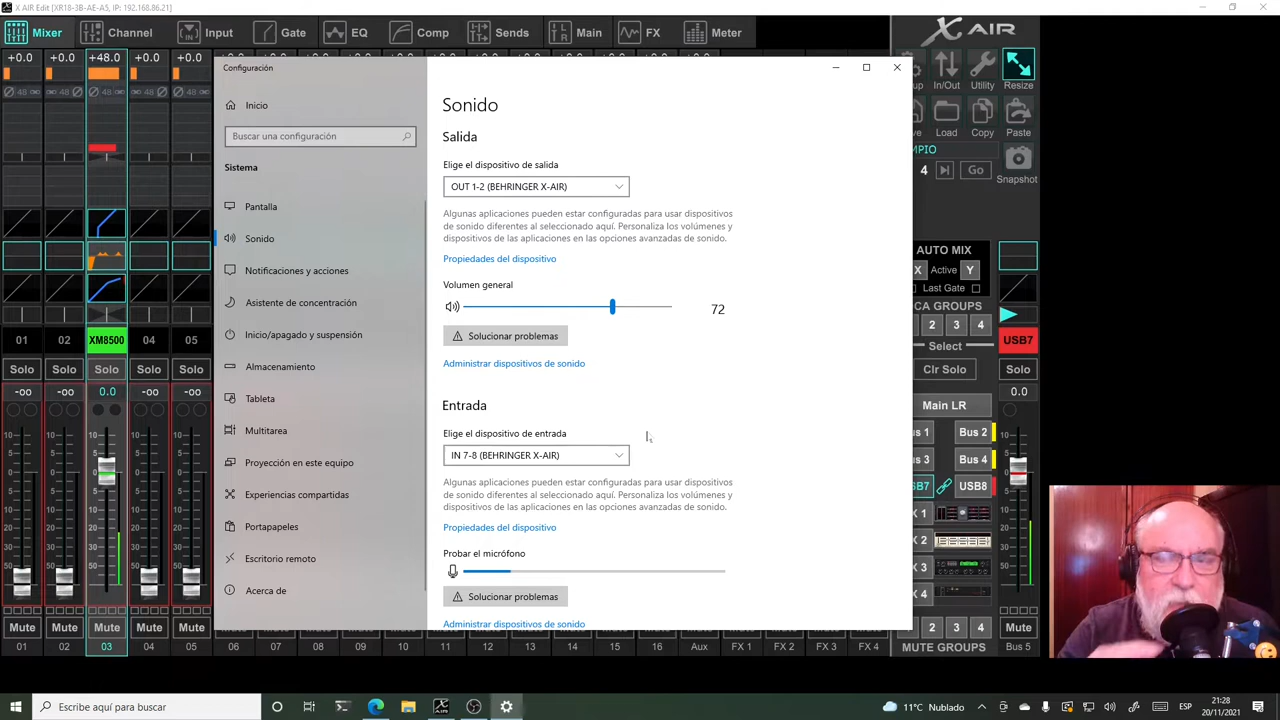 X AIR Edit [XR18-3B-AE-A5, IP: 192.168.86.21]
Mixer Channel Input Gate EQ Comp Sends Main FX Meter
X AIR
+0.0 +0.0 +48.0 +0.0 +0.0
48 48 48 48 48
In/Out Utility Resize
Load Copy Paste
4 Go Snapshot
AUTO MIX
X Active Y
Last Gate
CA GROUPS
2 3 4
Select
01 02 XM8500 04 05
USB7
Solo Solo Solo Solo Solo
Clr Solo Solo
-oo -oo 0.0 -oo -oo
Main LR 0.0
Bus 2
Bus 4
USB8
Mute Mute Mute Mute Mute
2 3 4 Mute
01 02 03 04 05 06 07 08 09 10 11 12 13 14 15 16 Aux FX 1 FX 2 FX 3 FX 4 MUTE GROUPS Bus 5
Configuración
Inicio
Buscar una configuración
Sistema
Pantalla
Sonido
Notificaciones y acciones
Asistente de concentración
Inicio/apagado y suspensión
Almacenamiento
Tableta
Multitarea
Proyección en este equipo
Experiencias compartidas
Portapapeles
Escritorio remoto
Acerca de
Sonido
Salida
Elige el dispositivo de salida
OUT 1-2 (BEHRINGER X-AIR)
Algunas aplicaciones pueden estar configuradas para usar dispositivos
de sonido diferentes al seleccionado aquí. Personaliza los volúmenes y
dispositivos de las aplicaciones en las opciones avanzadas de sonido.
Propiedades del dispositivo
Volumen general
72
Solucionar problemas
Administrar dispositivos de sonido
Entrada
Elige el dispositivo de entrada
IN 7-8 (BEHRINGER X-AIR)
Algunas aplicaciones pueden estar configuradas para usar dispositivos
de sonido diferentes al seleccionado aquí. Personaliza los volúmenes y
dispositivos de las aplicaciones en las opciones avanzadas de sonido.
Propiedades del dispositivo
Probar el micrófono
Solucionar problemas
Administrar dispositivos de sonido
Escribe aquí para buscar
11°C Nublado
ESP
21:28
20/11/2021